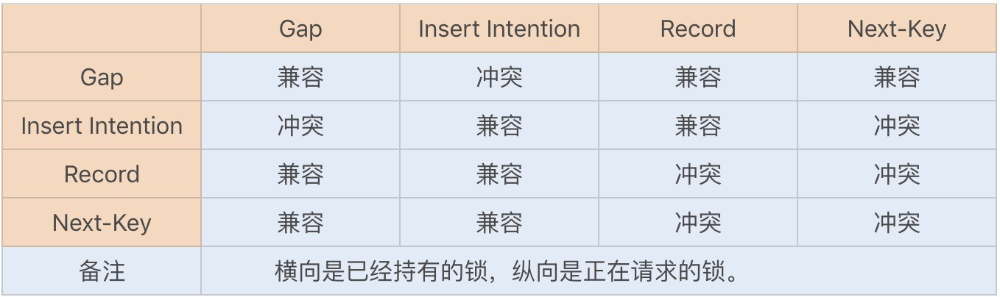 Gap Insert Intention Record Next-Key
Gap 兼容 冲突 兼容 兼容
Insert Intention 冲突 兼容 兼容 冲突
Record 兼容 兼容 冲突 冲突
Next-Key 兼容 兼容 冲突 冲突
备注 横向是已经持有的锁，纵向是正在请求的锁。